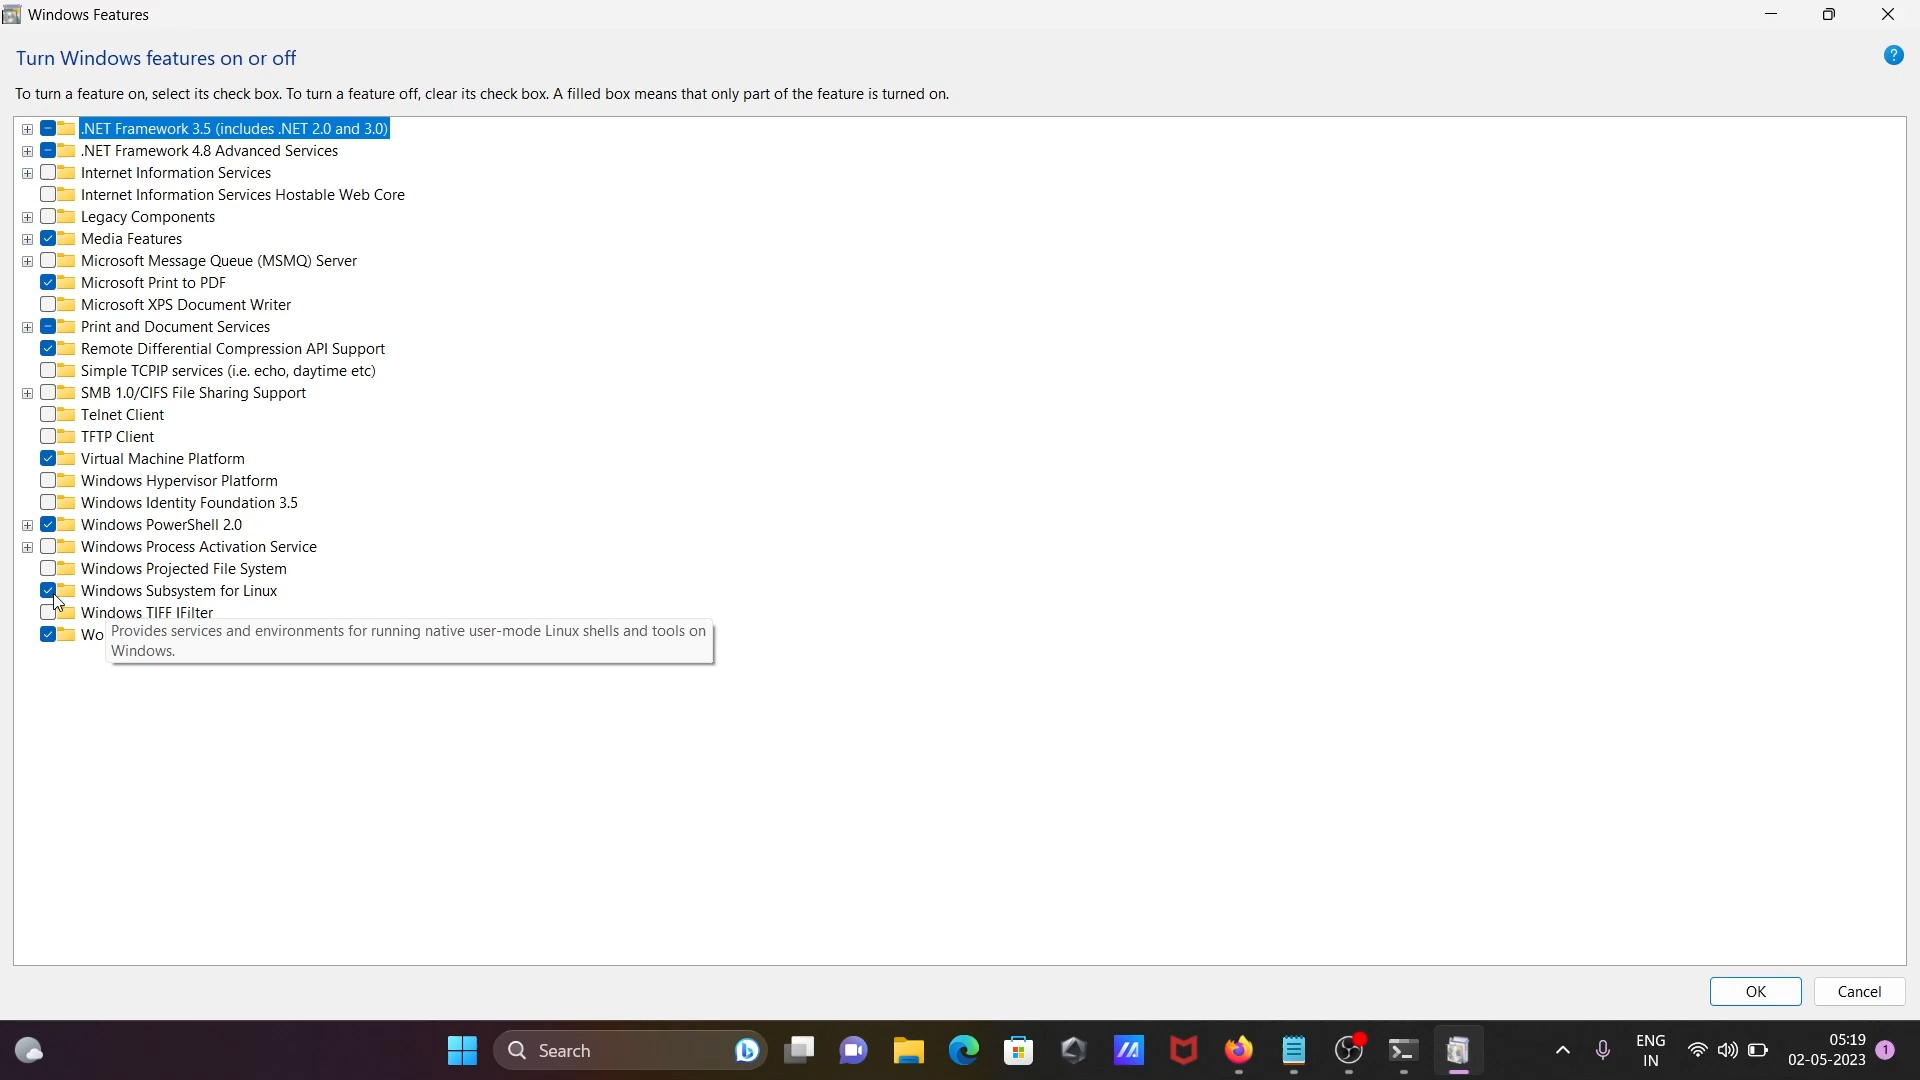 Windows Features
Turn Windows features on or off
To turn a feature on, select its check box. To turn a feature off, clear its check box. A filled box means that only part of the feature is turned on.
.NET Framework 3.5 (includes .NET 2.0 and 3.0)
.NET Framework 4.8 Advanced Services
Internet Information Services
Internet Information Services Hostable Web Core
Legacy Components
Media Features
Microsoft Message Queue (MSMQ) Server
Microsoft Print to PDF
Microsoft XPS Document Writer
Print and Document Services
Remote Differential Compression API Support
Simple TCPIP services (i.e. echo, daytime etc)
SMB 1.0/CIFS File Sharing Support
Telnet Client
TFTP Client
Virtual Machine Platform
Windows Hypervisor Platform
Windows Identity Foundation 3.5
Windows PowerShell 2.0
Windows Process Activation Service
Windows Projected File System
Windows Subsystem for Linux
Windows TIFF IFilter
Wo
Provides services and environments for running native user-mode Linux shells and tools on
Windows.
OK
Cancel
Search
ENG
IN
05:19
02-05-2023
1